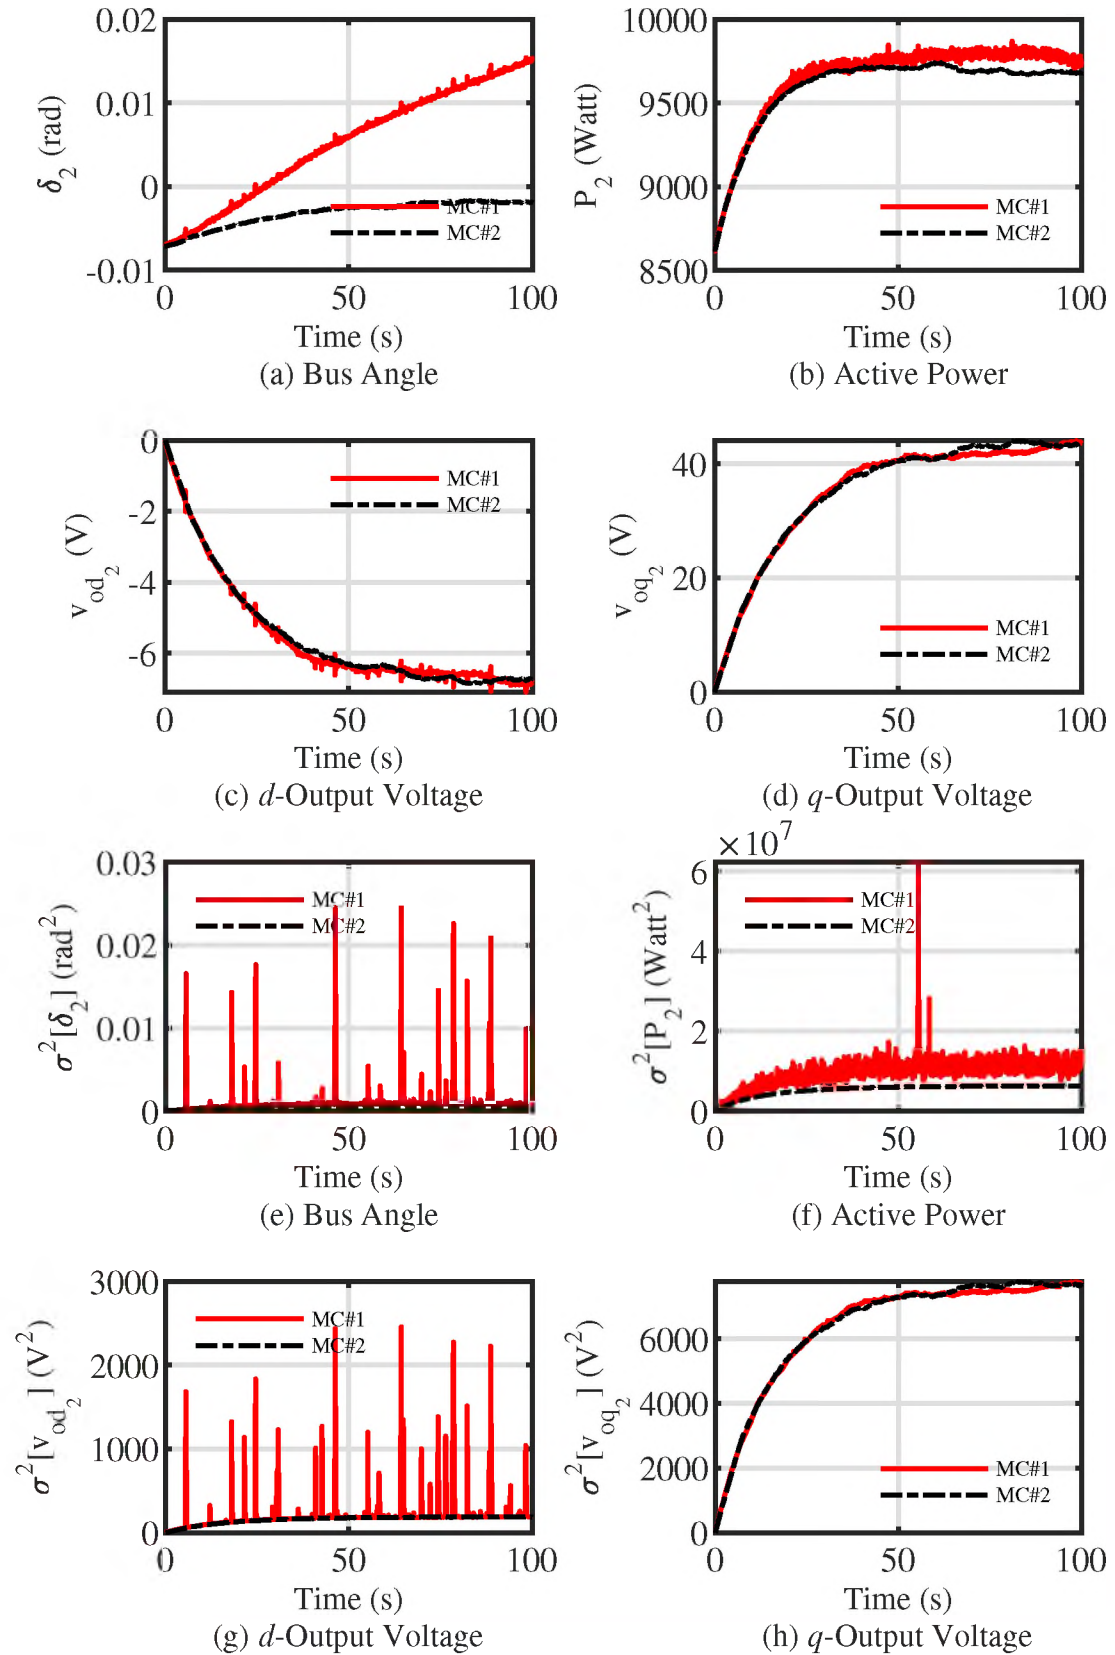 0.02
0.01
0
-0.01
δ₂ (rad)
MC#1
MC#2
0 50 100
Time (s)
(a) Bus Angle
10000
9500
9000
8500
P₂ (Watt)
MC#1
MC#2
0 50 100
Time (s)
(b) Active Power
0
-2
-4
-6
v_od₂ (V)
MC#1
MC#2
0 50 100
Time (s)
(c) d-Output Voltage
40
20
0
v_oq₂ (V)
MC#1
MC#2
0 50 100
Time (s)
(d) q-Output Voltage
0.03
0.02
0.01
0
σ²[δ₂] (rad²)
MC#1
MC#2
0 50 100
Time (s)
(e) Bus Angle
×10⁷
6
4
2
0
σ²[P₂] (Watt²)
MC#1
MC#2
0 50 100
Time (s)
(f) Active Power
3000
2000
1000
0
σ²[v_od₂] (V²)
MC#1
MC#2
0 50 100
Time (s)
(g) d-Output Voltage
6000
4000
2000
0
σ²[v_oq₂] (V²)
MC#1
MC#2
0 50 100
Time (s)
(h) q-Output Voltage